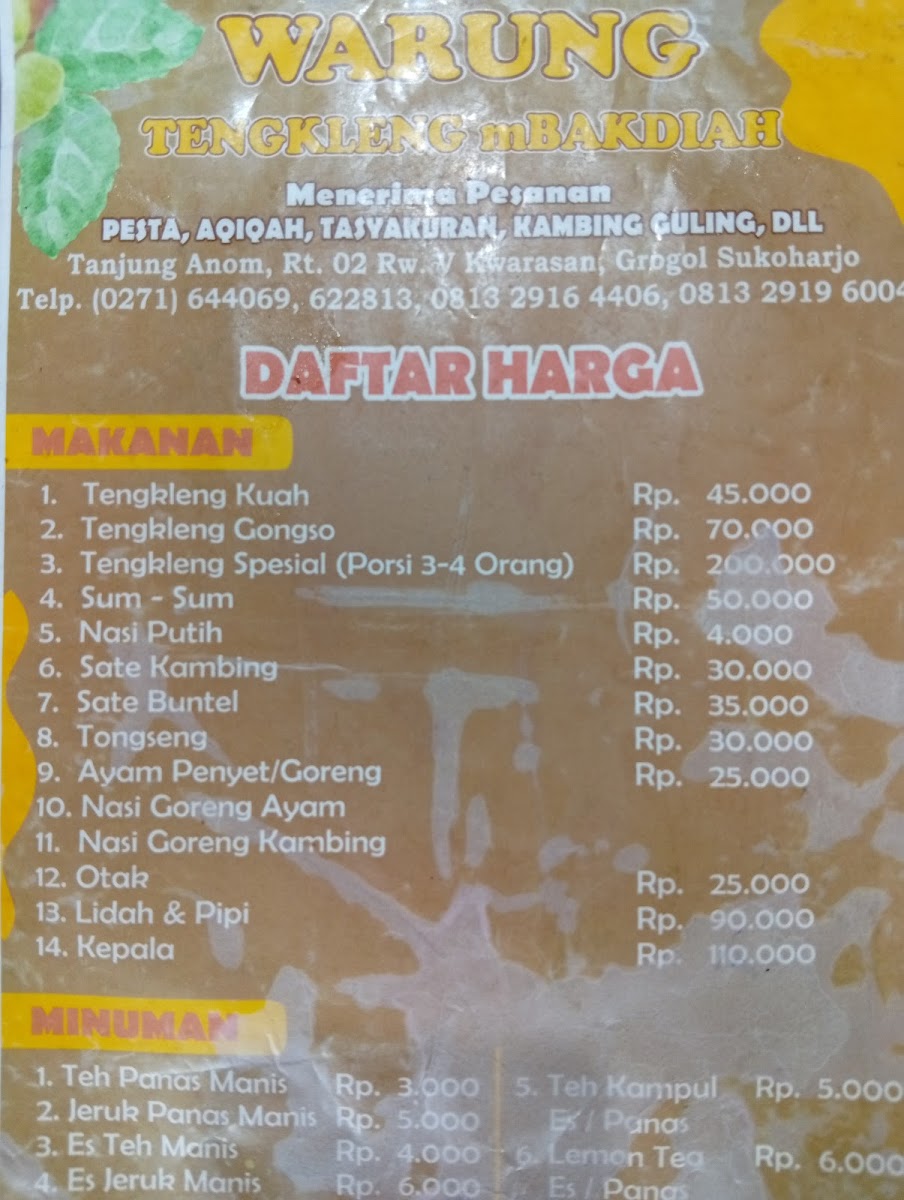 WARUNG
TENGKLENG mBAKDIAH
Menerima Pesanan
PESTA, AQIQAH, TASYAKURAN, KAMBING GULING, DLL
Tanjung Anom, Rt. 02 Rw. V Kwarasan, Grogol Sukoharjo
Telp. (0271) 644069, 622813, 0813 2916 4406, 0813 2919 6004
DAFTAR HARGA
MAKANAN
1. Tengkleng Kuah Rp. 45.000
2. Tengkleng Gongso Rp. 70.000
3. Tengkleng Spesial (Porsi 3-4 Orang) Rp. 200.000
4. Sum - Sum Rp. 50.000
5. Nasi Putih Rp. 4.000
6. Sate Kambing Rp. 30.000
7. Sate Buntel Rp. 35.000
8. Tongseng Rp. 30.000
9. Ayam Penyet/Goreng Rp. 25.000
10. Nasi Goreng Ayam
11. Nasi Goreng Kambing
12. Otak Rp. 25.000
13. Lidah & Pipi Rp. 90.000
14. Kepala Rp. 110.000
MINUMAN
1. Teh Panas Manis Rp. 3.000
2. Jeruk Panas Manis Rp. 5.000
3. Es Teh Manis Rp. 4.000
4. Es Jeruk Manis Rp. 6.000
5. Teh Kampul Rp. 5.000
Es / Panas
6. Lemon Tea Rp. 6.000
Es / Panas